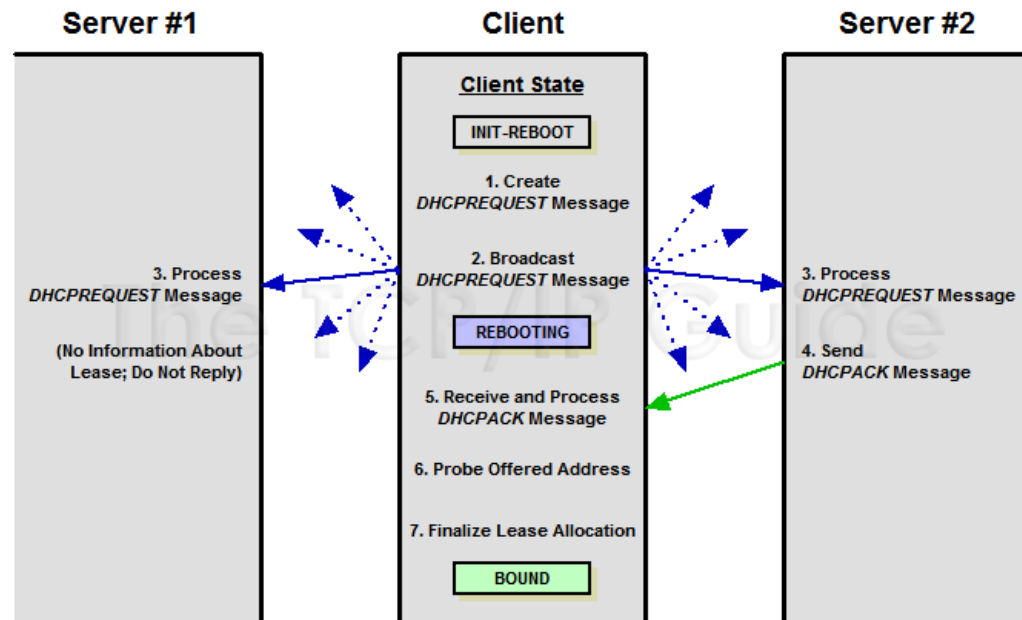 Server #1
Client
Server #2
Client State
INIT-REBOOT
1. Create
DHCPREQUEST Message
2. Broadcast
DHCPREQUEST Message
3. Process
DHCPREQUEST Message
(No Information About
Lease; Do Not Reply)
3. Process
DHCPREQUEST Message
REBOOTING
4. Send
DHCPACK Message
5. Receive and Process
DHCPACK Message
6. Probe Offered Address
7. Finalize Lease Allocation
BOUND
The TCP/IP Guide